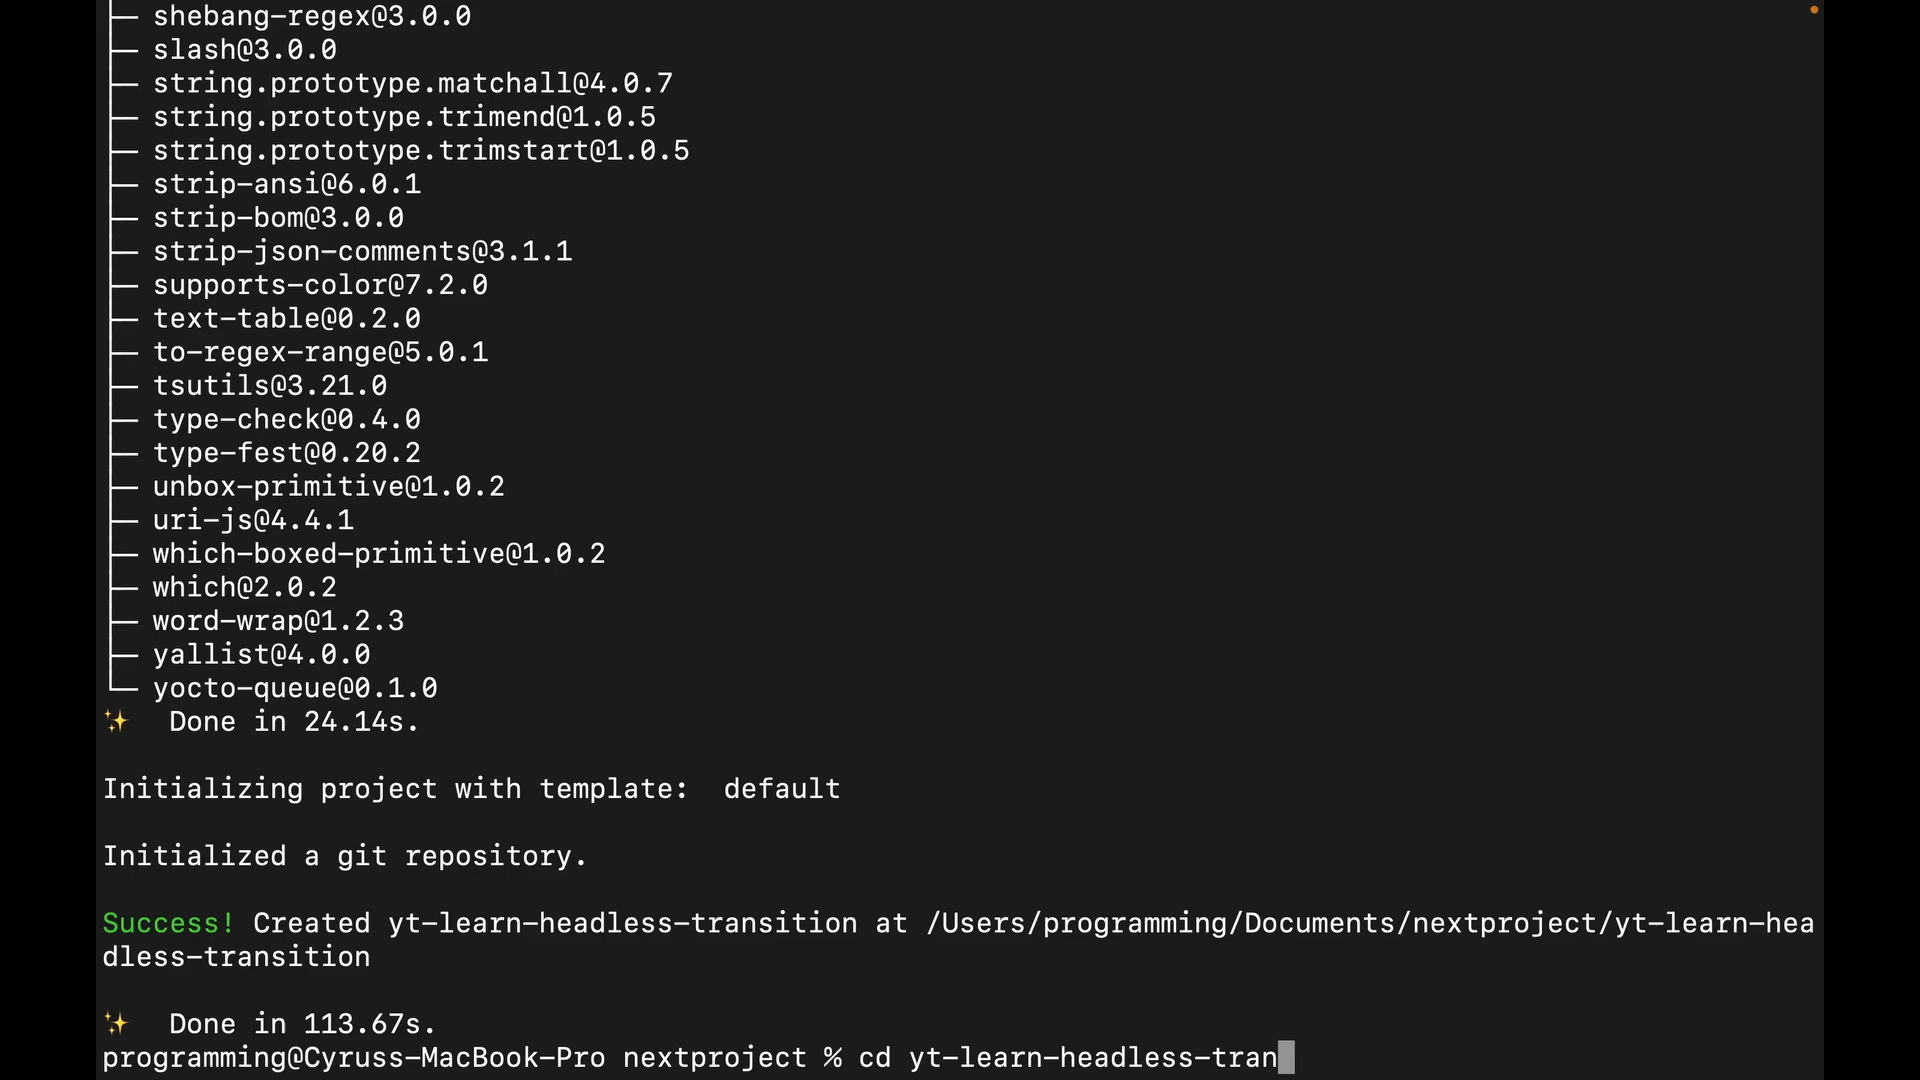 ├─ shebang-regex@3.0.0
├─ slash@3.0.0
├─ string.prototype.matchall@4.0.7
├─ string.prototype.trimend@1.0.5
├─ string.prototype.trimstart@1.0.5
├─ strip-ansi@6.0.1
├─ strip-bom@3.0.0
├─ strip-json-comments@3.1.1
├─ supports-color@7.2.0
├─ text-table@0.2.0
├─ to-regex-range@5.0.1
├─ tsutils@3.21.0
├─ type-check@0.4.0
├─ type-fest@0.20.2
├─ unbox-primitive@1.0.2
├─ uri-js@4.4.1
├─ which-boxed-primitive@1.0.2
├─ which@2.0.2
├─ word-wrap@1.2.3
├─ yallist@4.0.0
└─ yocto-queue@0.1.0
✨  Done in 24.14s.
Initializing project with template:  default
Initialized a git repository.
Success! Created yt-learn-headless-transition at /Users/programming/Documents/nextproject/yt-learn-hea
dless-transition
✨  Done in 113.67s.
programming@Cyruss-MacBook-Pro nextproject % cd yt-learn-headless-tran